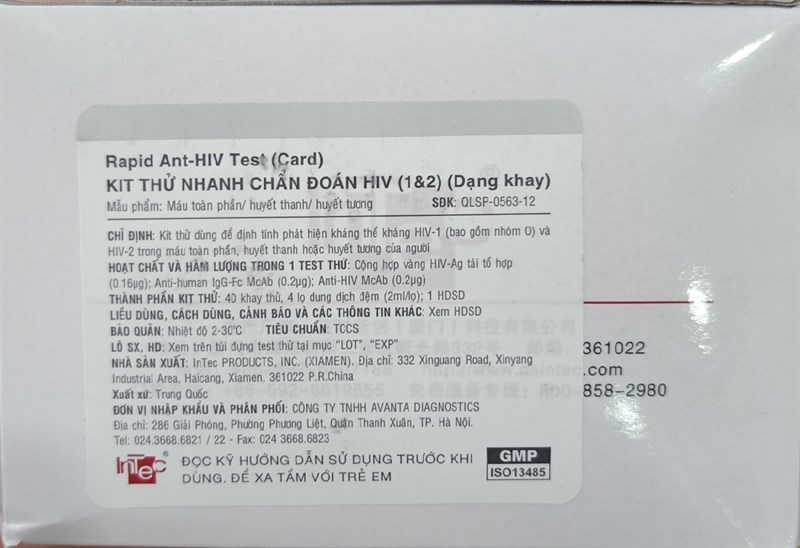 Rapid Ant-HIV Test (Card)
KIT THỬ NHANH CHẨN ĐOÁN HIV (1&2) (Dạng khay)
Mẫu phẩm: Máu toàn phần/ huyết thanh/ huyết tương SĐK: QLSP-0563-12
CHỈ ĐỊNH: Kit thử dùng để định tính phát hiện kháng thể kháng HIV-1 (bao gồm nhóm O) và
HIV-2 trong máu toàn phần, huyết thanh hoặc huyết tương của người
HOẠT CHẤT VÀ HÀM LƯỢNG TRONG 1 TEST THỬ: Cộng hợp vàng HIV-Ag tái tổ hợp
(0.16µg); Anti-human IgG-Fc McAb (0.2µg); Anti-HIV McAb (0.2µg)
THÀNH PHẦN KIT THỬ: 40 khay thử, 4 lọ dung dịch đệm (2ml/lọ); 1 HDSD
LIỀU DÙNG, CÁCH DÙNG, CẢNH BÁO VÀ CÁC THÔNG TIN KHÁC: Xem HDSD
BẢO QUẢN: Nhiệt độ 2-30°C TIÊU CHUẨN: TCCS
LÔ SX, HD: Xem trên túi đựng test thử tại mục "LOT", "EXP"
NHÀ SẢN XUẤT: InTec PRODUCTS, INC. (XIAMEN). Địa chỉ: 332 Xinguang Road, Xinyang
Industrial Area, Haicang, Xiamen. 361022 P.R.China
Xuất xứ: Trung Quốc
ĐƠN VỊ NHẬP KHẨU VÀ PHÂN PHỐI: CÔNG TY TNHH AVANTA DIAGNOSTICS
Địa chỉ: 286 Giải Phóng, Phường Phương Liệt, Quận Thanh Xuân, TP. Hà Nội.
Tel: 024.3668.6821 / 22 - Fax: 024 3668.6823
InTec® ĐỌC KỸ HƯỚNG DẪN SỬ DỤNG TRƯỚC KHI
DÙNG. ĐỂ XA TẦM VỚI TRẺ EM
GMP
ISO13485
361022
.com
858-2980